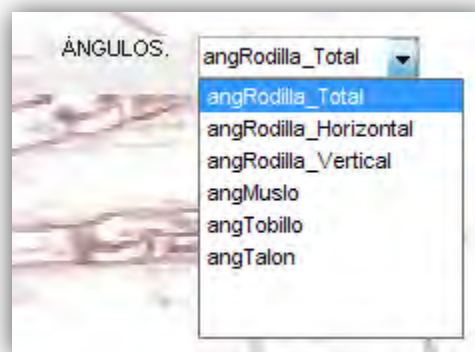 ÁNGULOS.
angRodilla_Total
angRodilla_Total
angRodilla_Horizontal
angRodilla_Vertical
angMuslo
angTobillo
angTalon